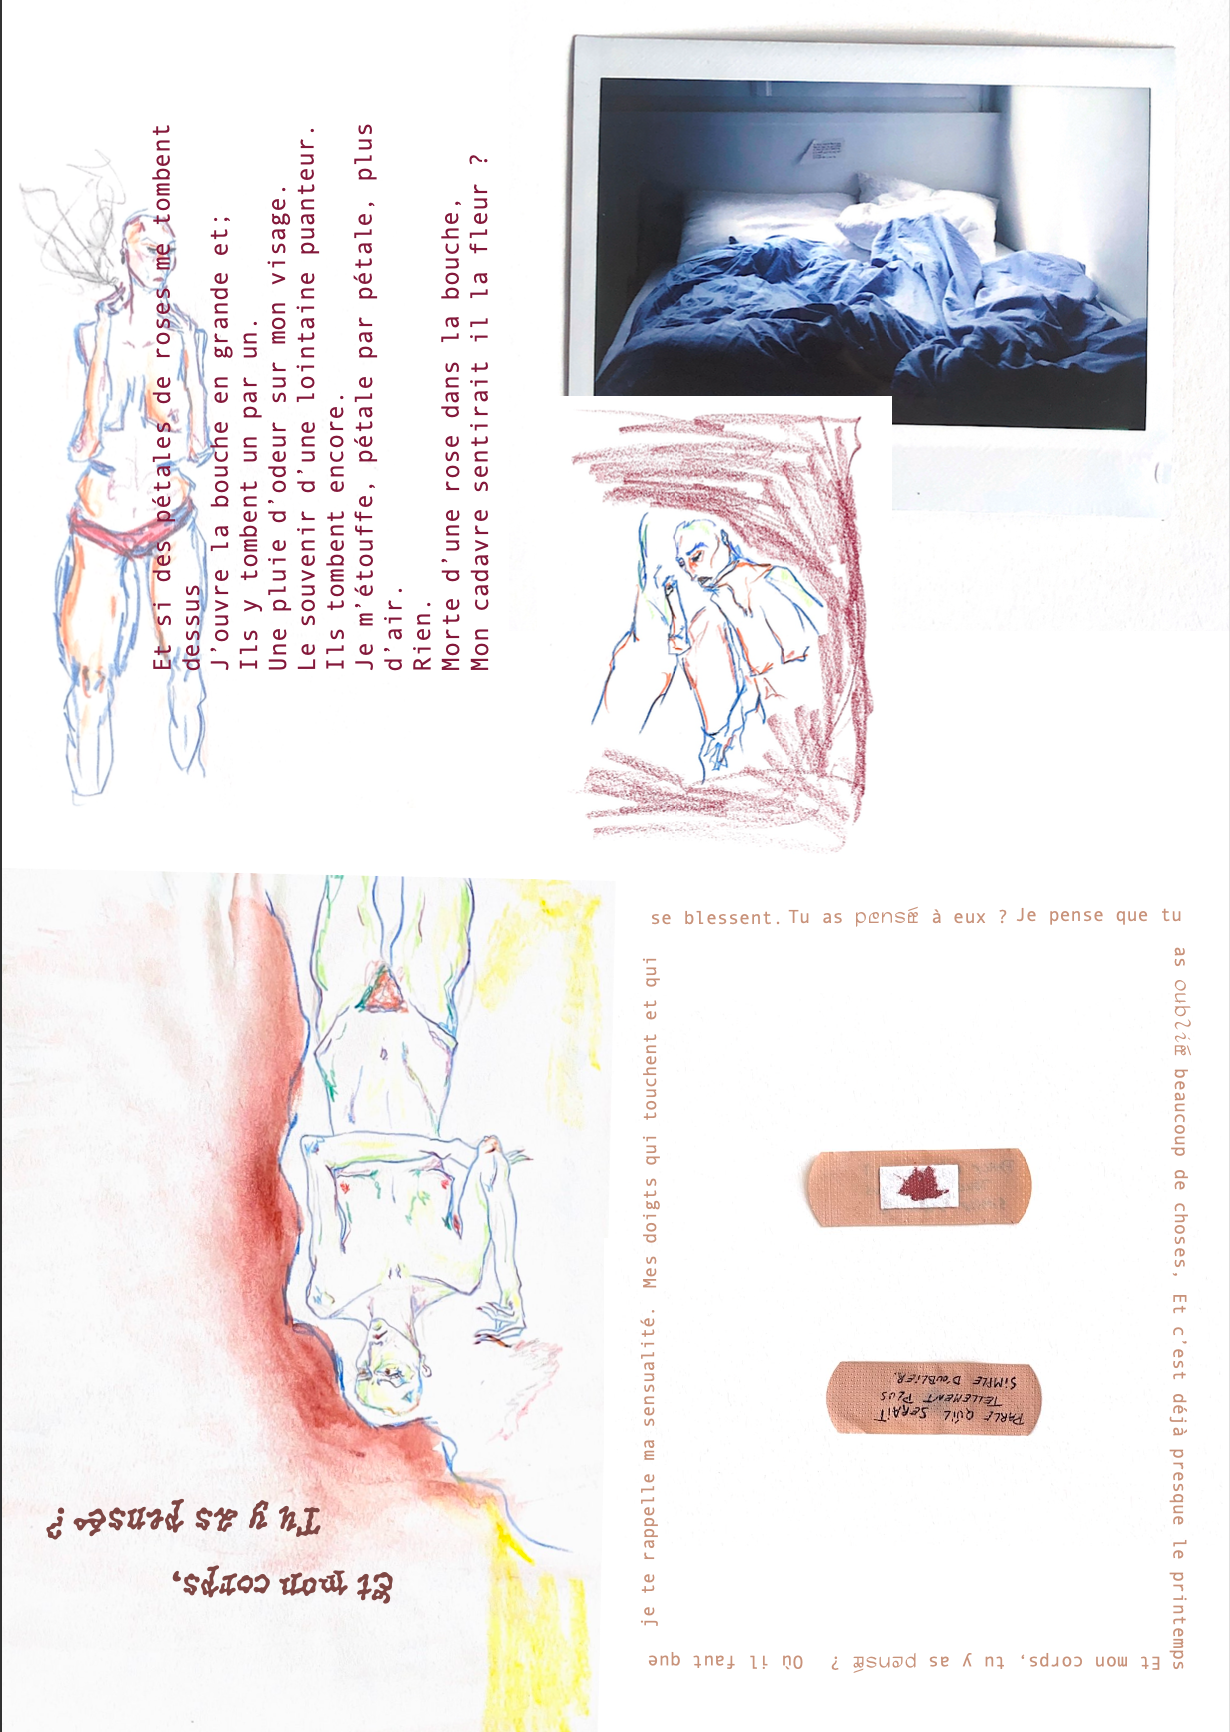 Et si des pétales de roses me tombent
dessus
J'ouvre la bouche en grande et;
Ils y tombent un par un.
Une pluie d'odeur sur mon visage.
Le souvenir d'une lointaine puanteur.
Ils tombent encore.
Je m'étouffe, pétale par pétale, plus
d'air.
Rien.
Morte d'une rose dans la bouche,
Mon cadavre sentirait il la fleur ?
Et mon corps,
Tu y as pensée ?
Et mon corps, tu y as pensé ? Où il faut que
je te rappelle ma sensualité. Mes doigts qui touchent et qui
se blessent. Tu as pensé à eux ? Je pense que tu
as oublié beaucoup de choses, Et c'est déjà presque le printemps
PARLE QU'IL SERAIT
TELLEMENT PLUS
SIMPLE D'OUBLIER.